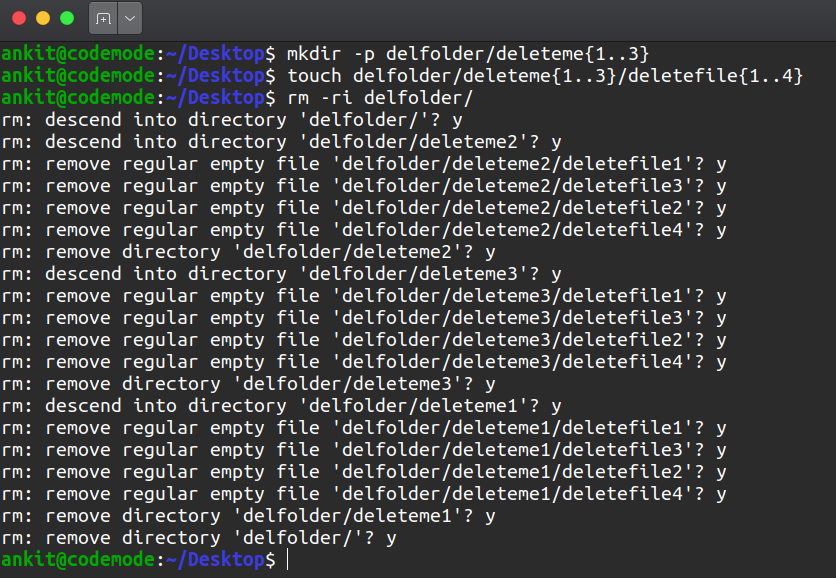 ankit@codemode:~/Desktop$ mkdir -p delfolder/deleteme{1..3}
ankit@codemode:~/Desktop$ touch delfolder/deleteme{1..3}/deletefile{1..4}
ankit@codemode:~/Desktop$ rm -ri delfolder/
rm: descend into directory 'delfolder/'? y
rm: descend into directory 'delfolder/deleteme2'? y
rm: remove regular empty file 'delfolder/deleteme2/deletefile1'? y
rm: remove regular empty file 'delfolder/deleteme2/deletefile3'? y
rm: remove regular empty file 'delfolder/deleteme2/deletefile2'? y
rm: remove regular empty file 'delfolder/deleteme2/deletefile4'? y
rm: remove directory 'delfolder/deleteme2'? y
rm: descend into directory 'delfolder/deleteme3'? y
rm: remove regular empty file 'delfolder/deleteme3/deletefile1'? y
rm: remove regular empty file 'delfolder/deleteme3/deletefile3'? y
rm: remove regular empty file 'delfolder/deleteme3/deletefile2'? y
rm: remove regular empty file 'delfolder/deleteme3/deletefile4'? y
rm: remove directory 'delfolder/deleteme3'? y
rm: descend into directory 'delfolder/deleteme1'? y
rm: remove regular empty file 'delfolder/deleteme1/deletefile1'? y
rm: remove regular empty file 'delfolder/deleteme1/deletefile3'? y
rm: remove regular empty file 'delfolder/deleteme1/deletefile2'? y
rm: remove regular empty file 'delfolder/deleteme1/deletefile4'? y
rm: remove directory 'delfolder/deleteme1'? y
rm: remove directory 'delfolder/'? y
ankit@codemode:~/Desktop$